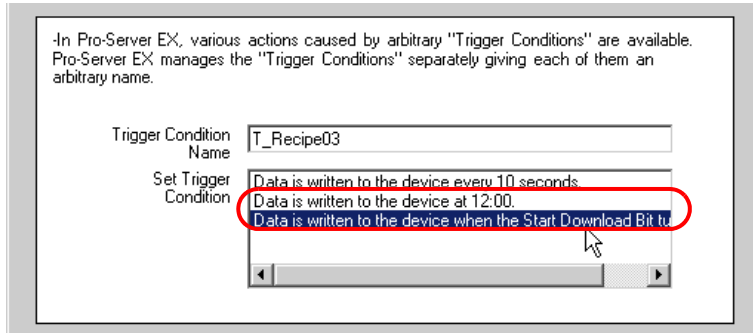 -In Pro-Server EX, various actions caused by arbitrary "Trigger Conditions" are available.
Pro-Server EX manages the "Trigger Conditions" separately giving each of them an
arbitrary name.
Trigger Condition Name
T_Recipe03
Set Trigger Condition
Data is written to the device every 10 seconds.
Data is written to the device at 12:00.
Data is written to the device when the Start Download Bit tu